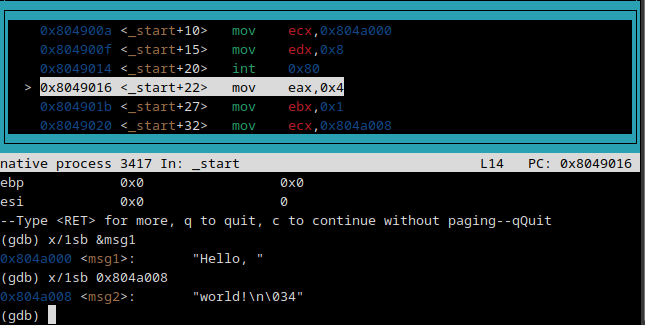 0x804900a <_start+10> mov ecx,0x804a000
0x804900f <_start+15> mov edx,0x8
0x8049014 <_start+20> int 0x80
> 0x8049016 <_start+22> mov eax,0x4
0x804901b <_start+27> mov ebx,0x1
0x8049020 <_start+32> mov ecx,0x804a008
native process 3417 In: _start L14 PC: 0x8049016
ebp 0x0 0x0
esi 0x0 0
--Type <RET> for more, q to quit, c to continue without paging--qQuit
(gdb) x/1sb &msg1
0x804a000 <msg1>: "Hello, "
(gdb) x/1sb 0x804a008
0x804a008 <msg2>: "world!\n\034"
(gdb)